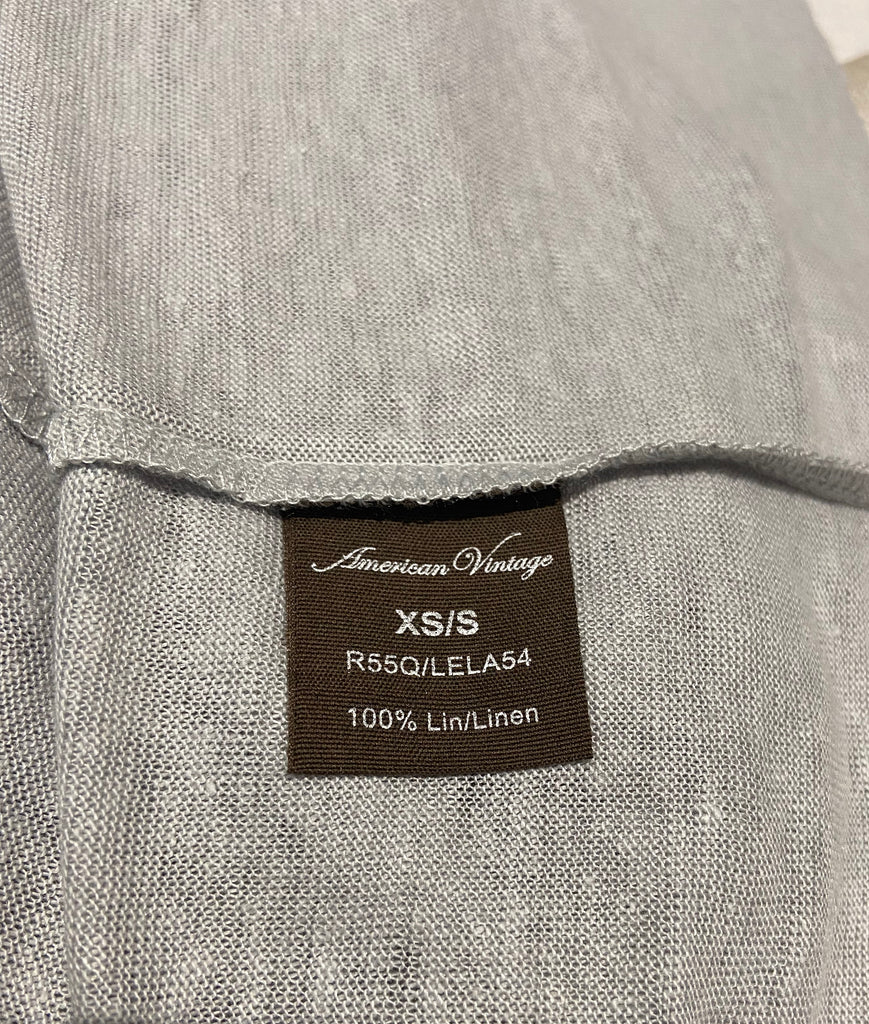 American Vintage
XS/S
R55Q/LELA54
100% Lin/Linen